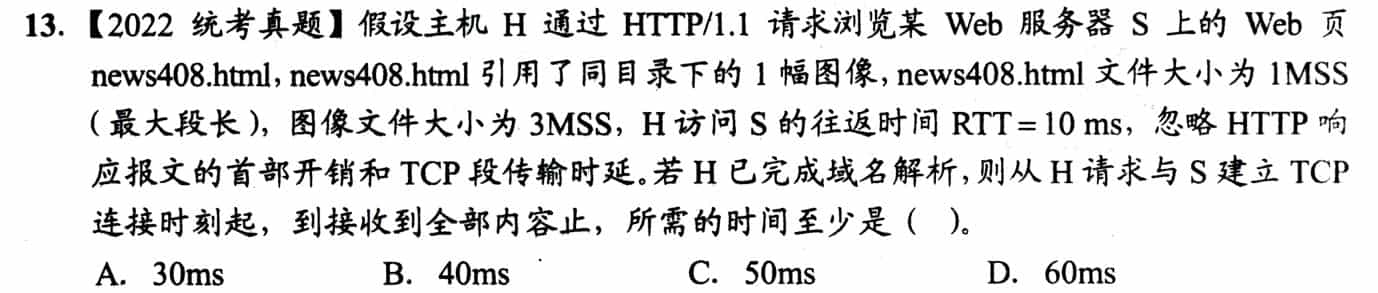 13. 【2022 统考真题】假设主机 H 通过 HTTP/1.1 请求浏览某 Web 服务器 S 上的 Web 页
news408.html, news408.html 引用了同目录下的 1 幅图像, news408.html 文件大小为 1MSS
(最大段长), 图像文件大小为 3MSS, H 访问 S 的往返时间 RTT = 10 ms, 忽略 HTTP 响
应报文的首部开销和 TCP 段传输时延。若 H 已完成域名解析, 则从 H 请求与 S 建立 TCP
连接时刻起, 到接收到全部内容止, 所需的时间至少是 ( )。
A. 30ms B. 40ms C. 50ms D. 60ms